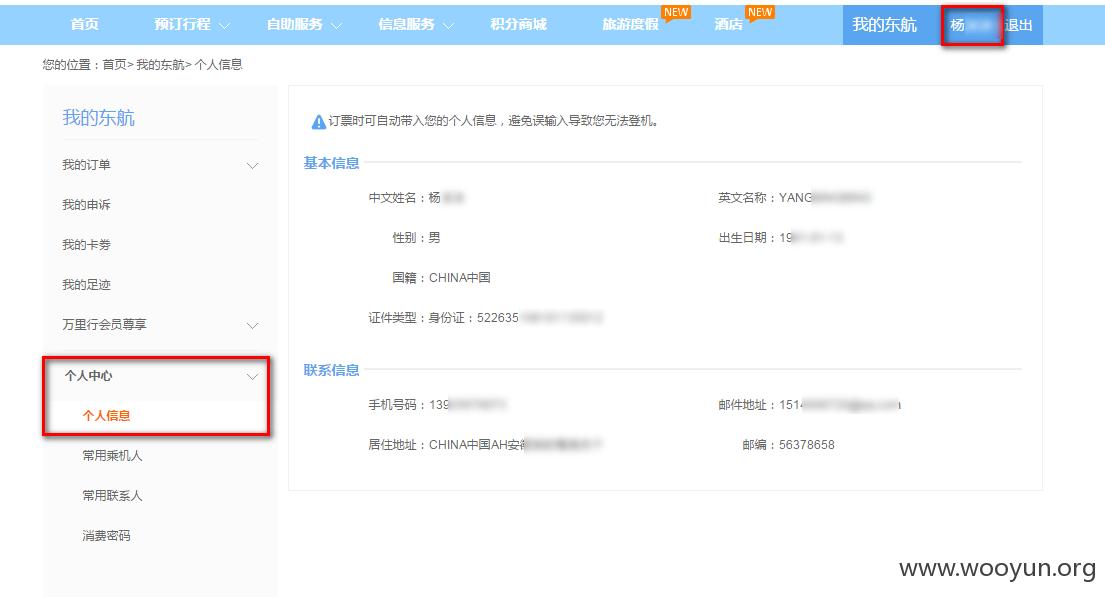 首页 预订行程 自助服务 信息服务 积分商城 旅游度假 NEW 酒店 NEW 我的东航 杨 退出
您的位置：首页> 我的东航> 个人信息
我的东航
我的订单
我的申诉
我的卡券
我的足迹
万里行会员尊享
个人中心
个人信息
常用乘机人
常用联系人
消费密码
订票时可自动带入您的个人信息，避免误输入导致您无法登机。
基本信息
中文姓名：杨 英文名称：YANG
性别：男 出生日期：19
国籍：CHINA中国
证件类型：身份证：522635
联系信息
手机号码：139 邮件地址：151
居住地址：CHINA中国AH安 邮编：56378658
www.wooyun.org